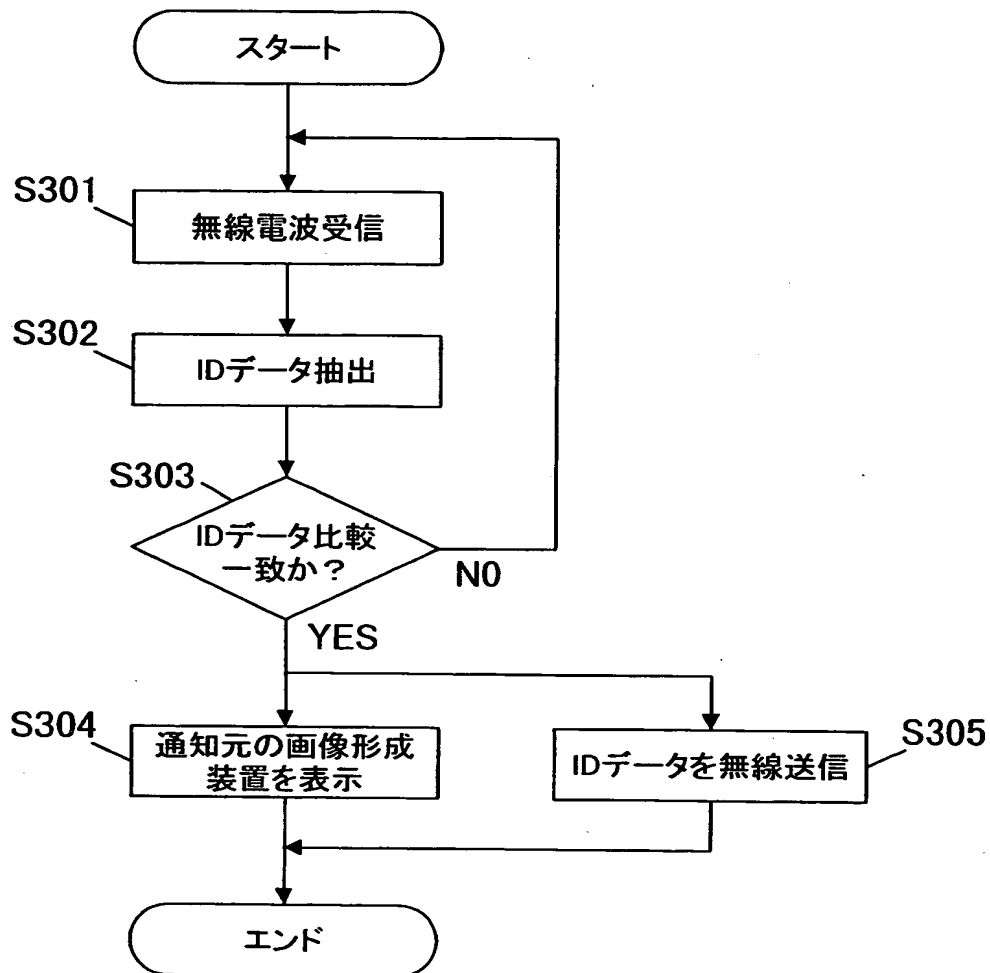 スタート
S301
無線電波受信
S302
IDデータ抽出
S303
IDデータ比較
一致か？
NO
YES
S304
通知元の画像形成
装置を表示
S305
IDデータを無線送信
エンド